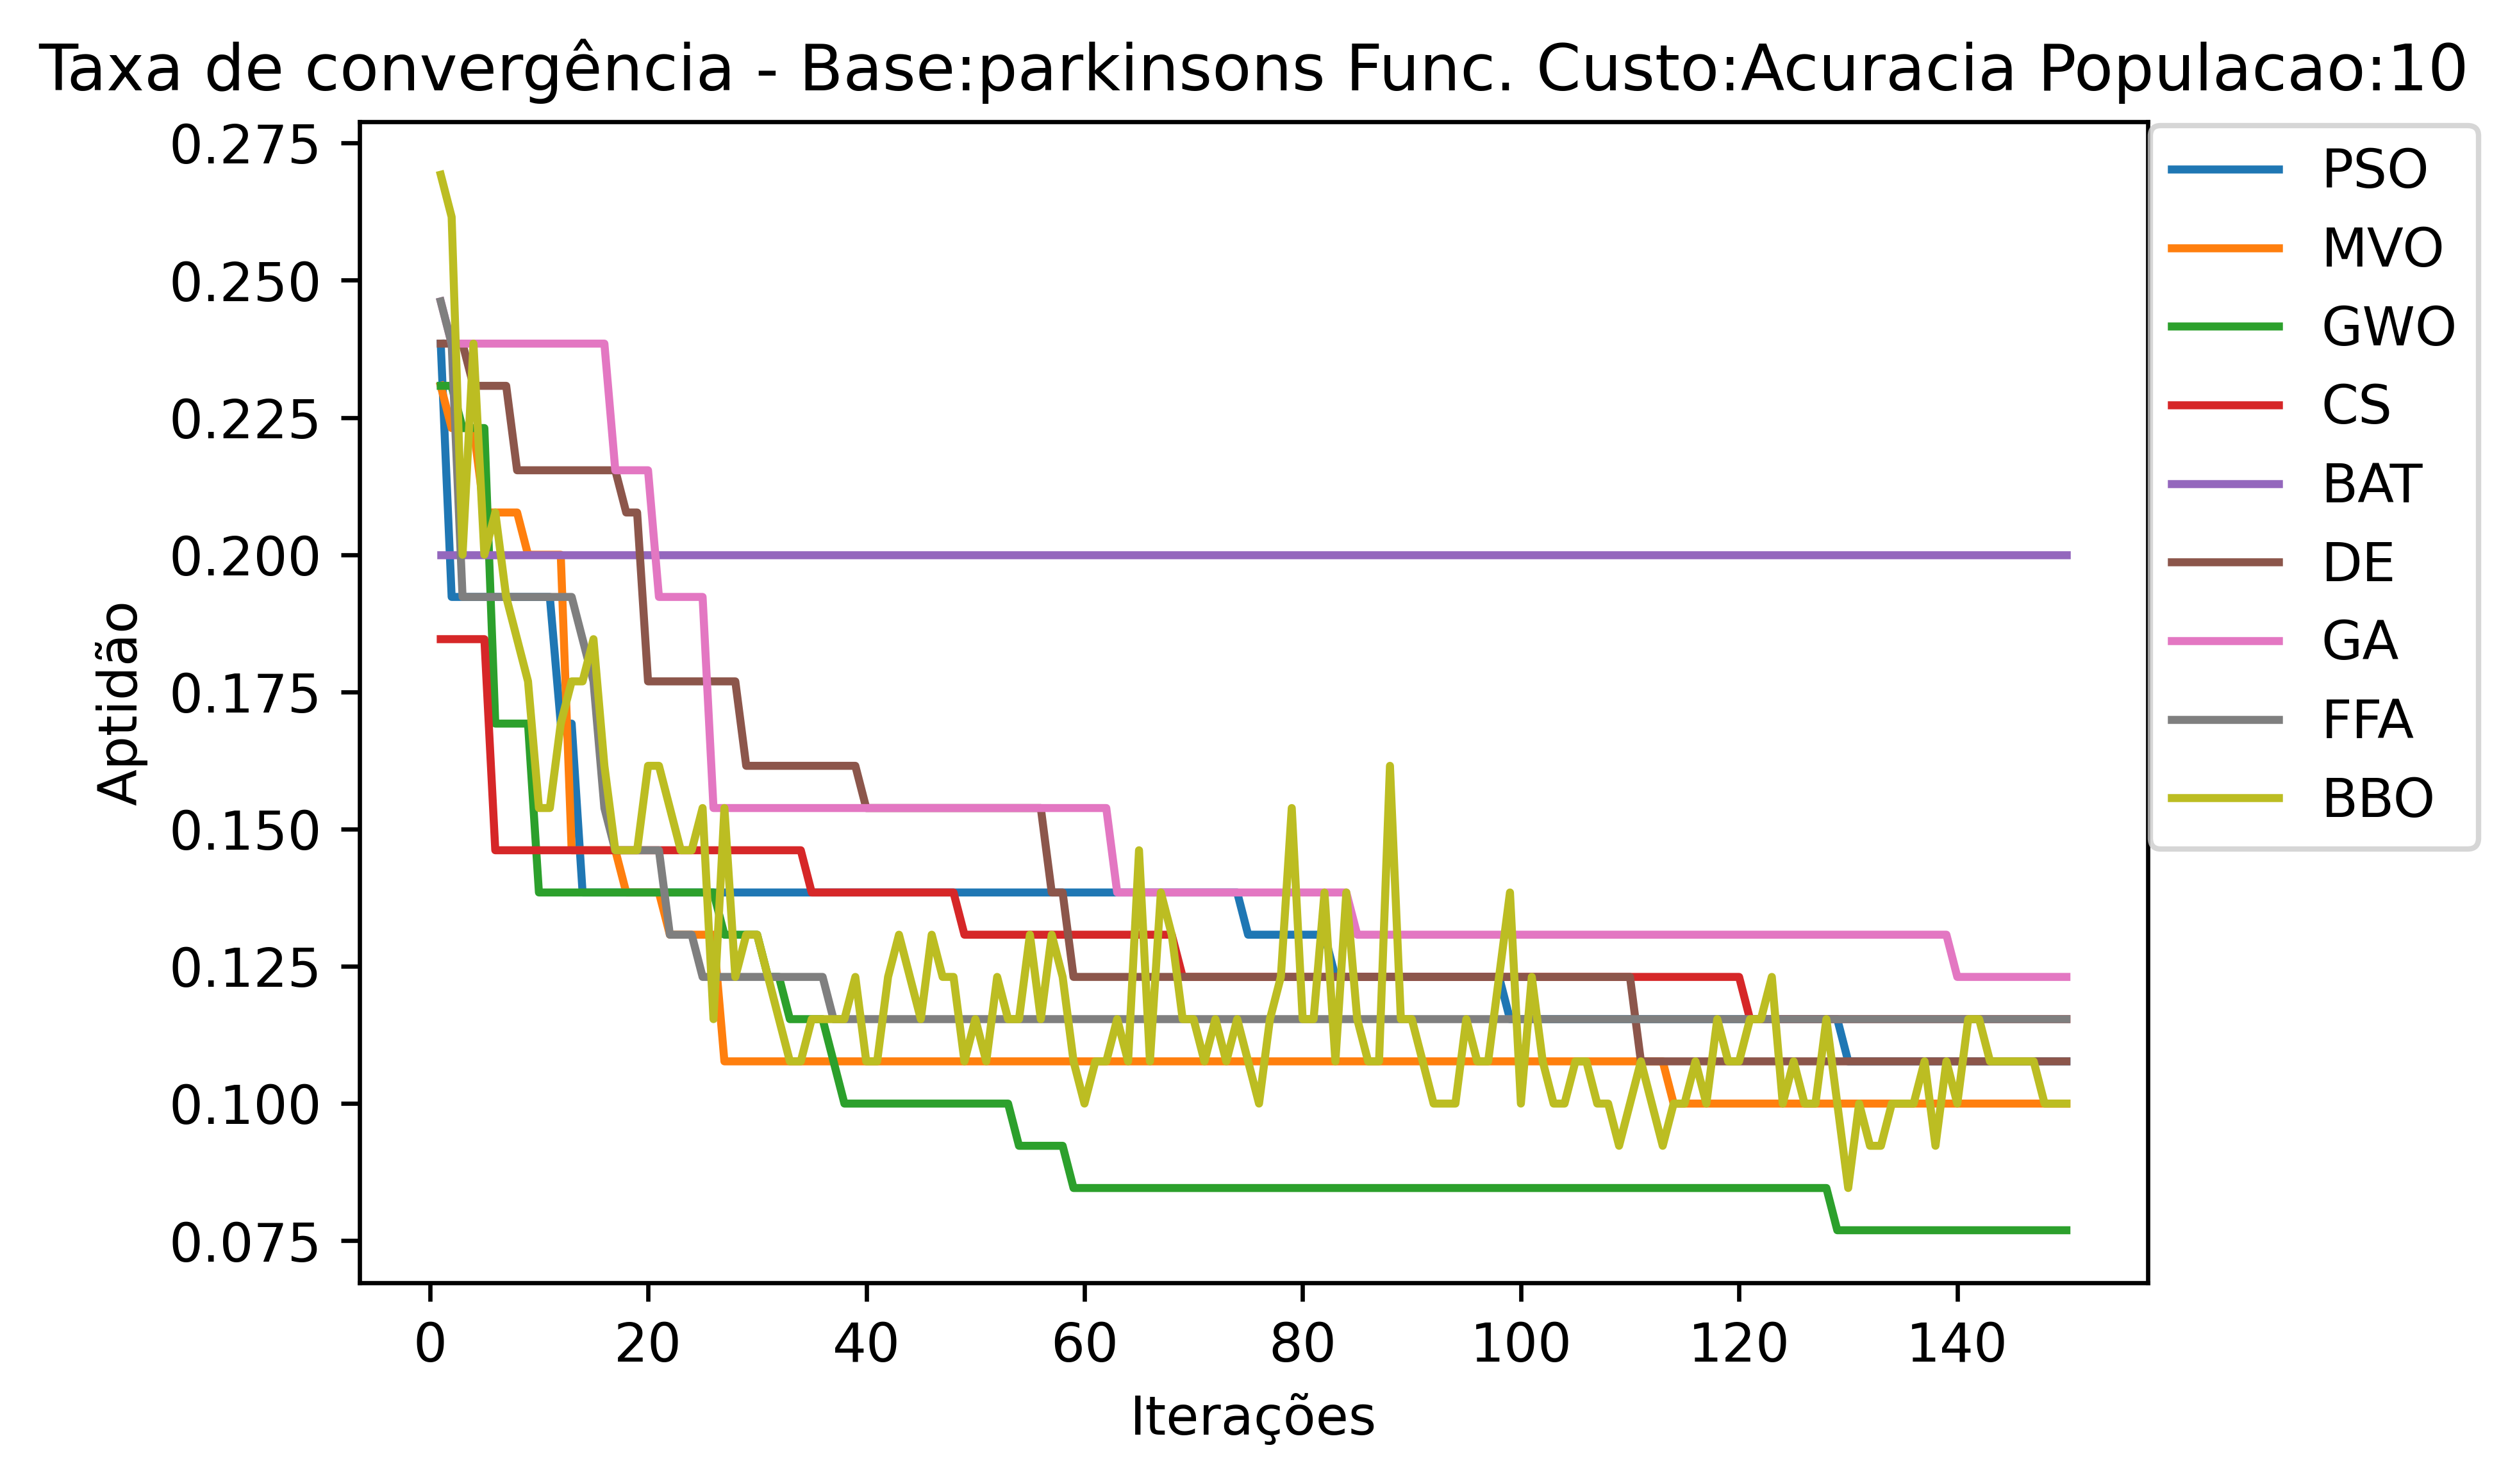 Taxa de convergência - Base:parkinsons Func. Custo:Acuracia Populacao:10
0.275
0.250
0.225
0.200
0.175
0.150
0.125
0.100
0.075
Aptidão
0 20 40 60 80 100 120 140
Iterações
PSO
MVO
GWO
CS
BAT
DE
GA
FFA
BBO